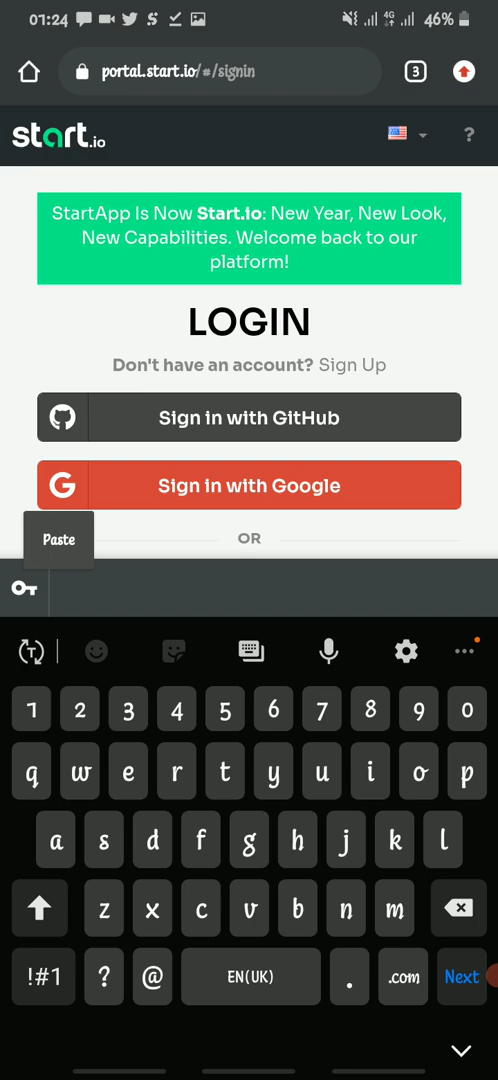 01:24 4G 46%
portal.start.io/#/signin 3
start.io ?
StartApp Is Now Start.io: New Year, New Look,
New Capabilities. Welcome back to our
platform!
LOGIN
Don't have an account? Sign Up
Sign in with GitHub
G Sign in with Google
Paste OR
T
1 2 3 4 5 6 7 8 9 0
q w e r t y u i o p
a s d f g h j k l
z x c v b n m
!#1 ? @ EN(UK) . .com Next